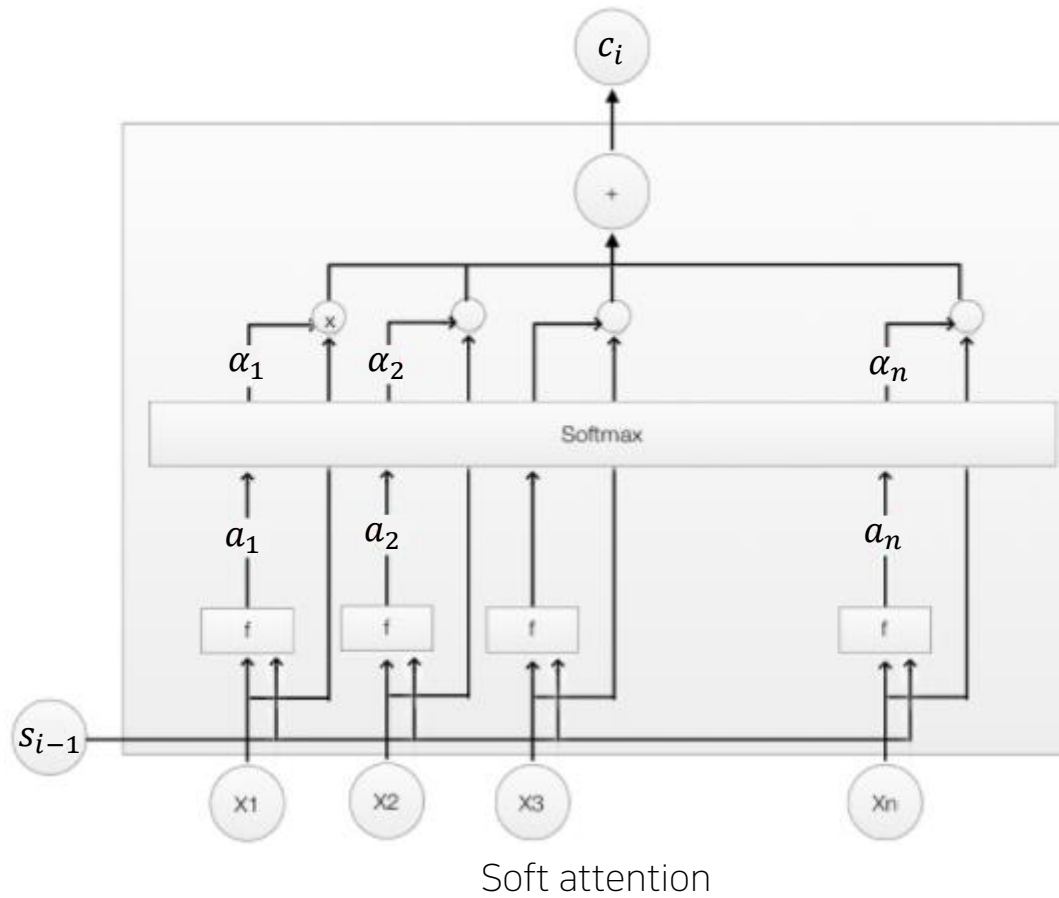 c_i
+
x
α_1 α_2 α_n
Softmax
a_1 a_2 a_n
f f f f
s_{i-1}
X1 X2 X3 Xn
Soft attention